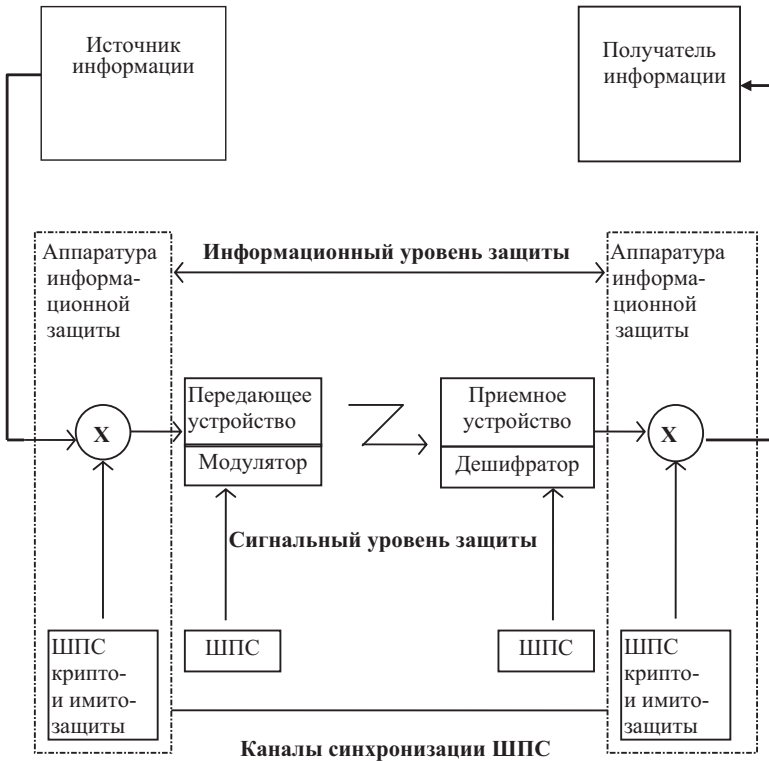 Источник
информации
Получатель
информации
Аппаратура
информа-
ционной
защиты
Информационный уровень защиты
Аппаратура
информа-
ционной
защиты
Передающее
устройство
Модулятор
Приемное
устройство
Дешифратор
X
X
Сигнальный уровень защиты
ШПС
крипто-
и имито-
защиты
ШПС
ШПС
ШПС
крипто-
и имито-
защиты
Каналы синхронизации ШПС